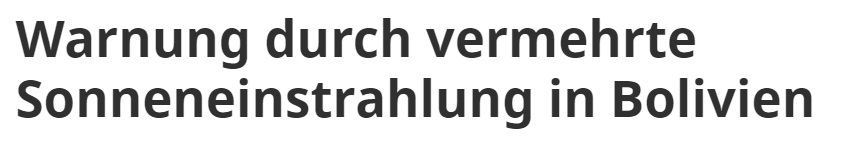 Warnung durch vermehrte
Sonneneinstrahlung in Bolivien